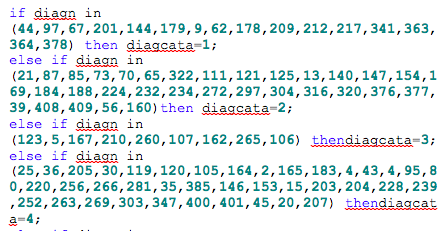 if diagn in
(44,97,67,201,144,179,9,62,178,209,212,217,341,363,
364,378) then diagcata=1;
else if diagn in
(21,87,85,73,70,65,322,111,121,125,13,140,147,154,1
69,184,188,224,232,234,272,297,304,316,320,376,377,
39,408,409,56,160)then diagcata=2;
else if diagn in
(123,5,167,210,260,107,162,265,106) thendiagcata=3;
else if diagn in
(25,36,205,30,119,120,105,164,2,165,183,4,43,4,95,8
0,220,256,266,281,35,385,146,153,15,203,204,228,239
,252,263,269,303,347,400,401,45,20,207) thendiagcat
a=4;